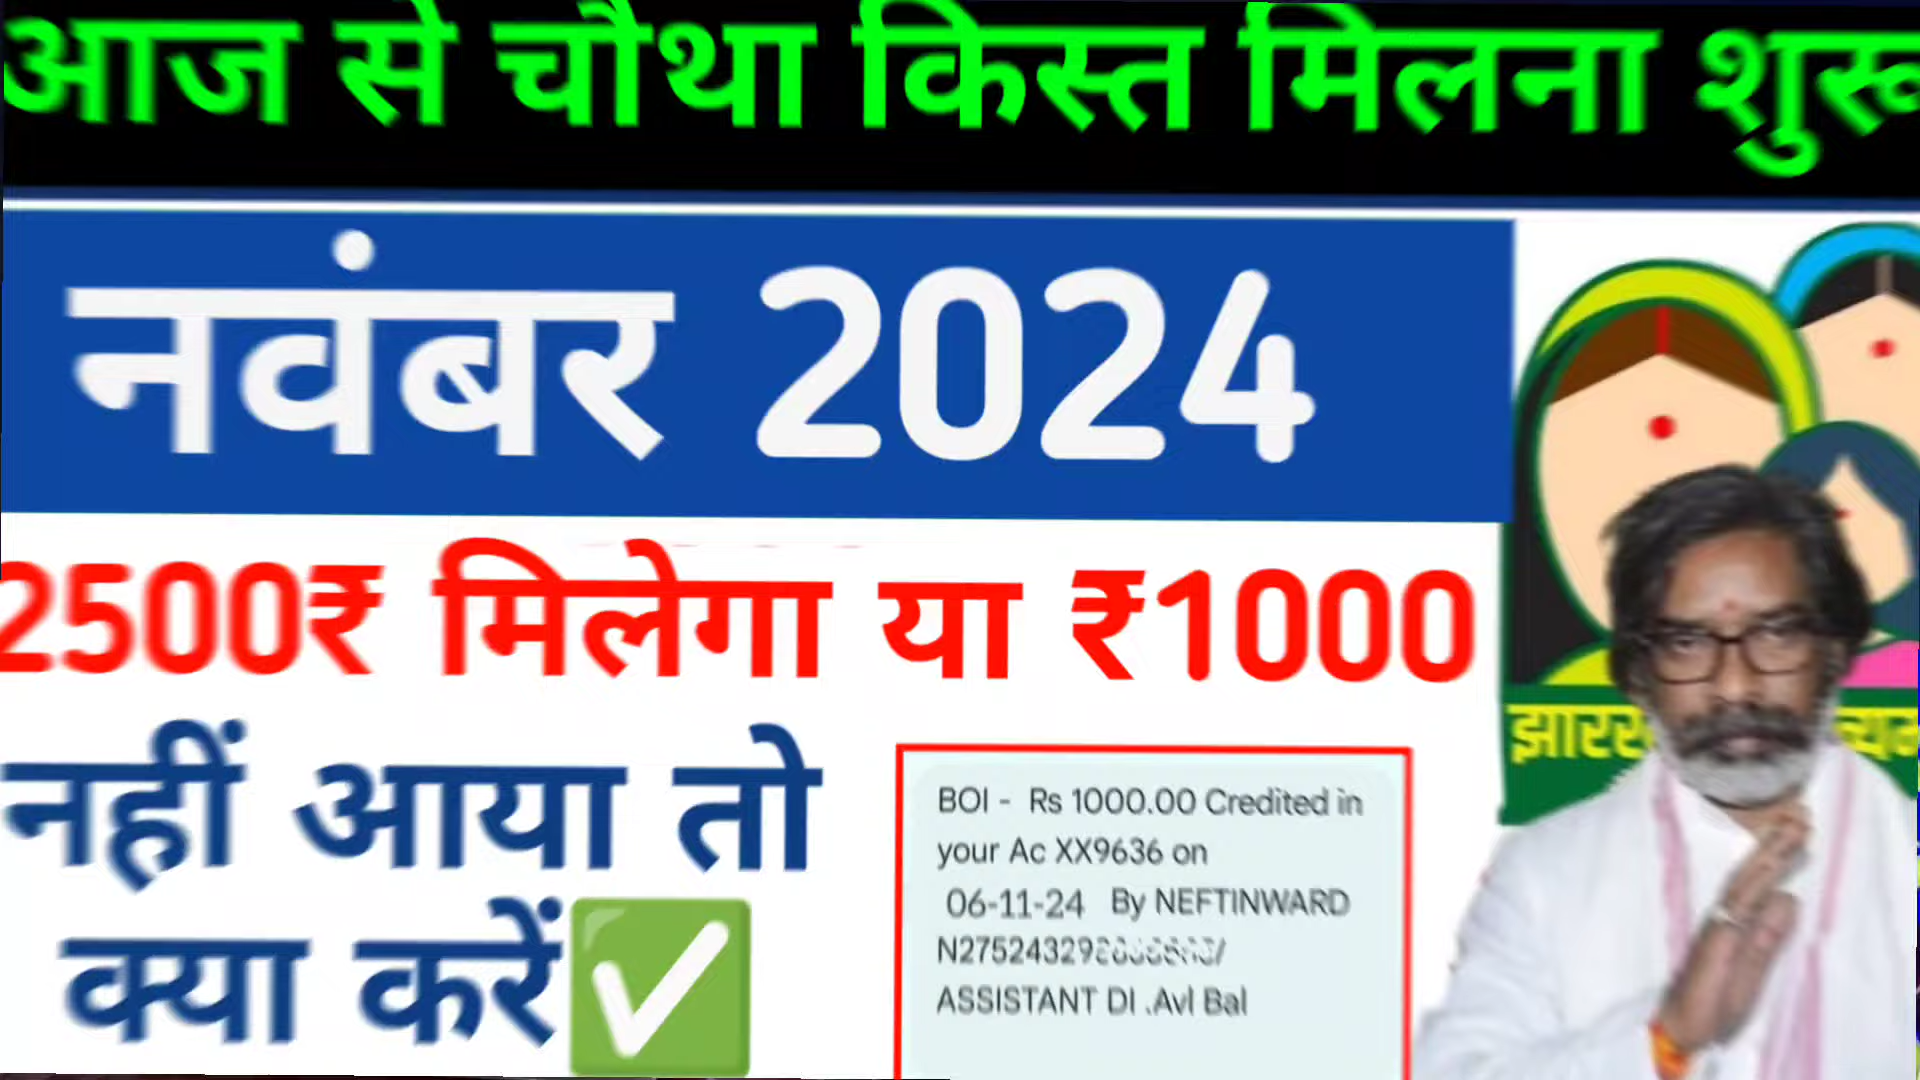 आज से चौथा किस्त मिलना शुरू
नवंबर 2024
2500₹ मिलेगा या ₹1000
नहीं आया तो
क्या करें
BOI - Rs 1000.00 Credited in
your Ac XX9636 on
06-11-24 By NEFTINWARD
ASSISTANT DI .Avl Bal